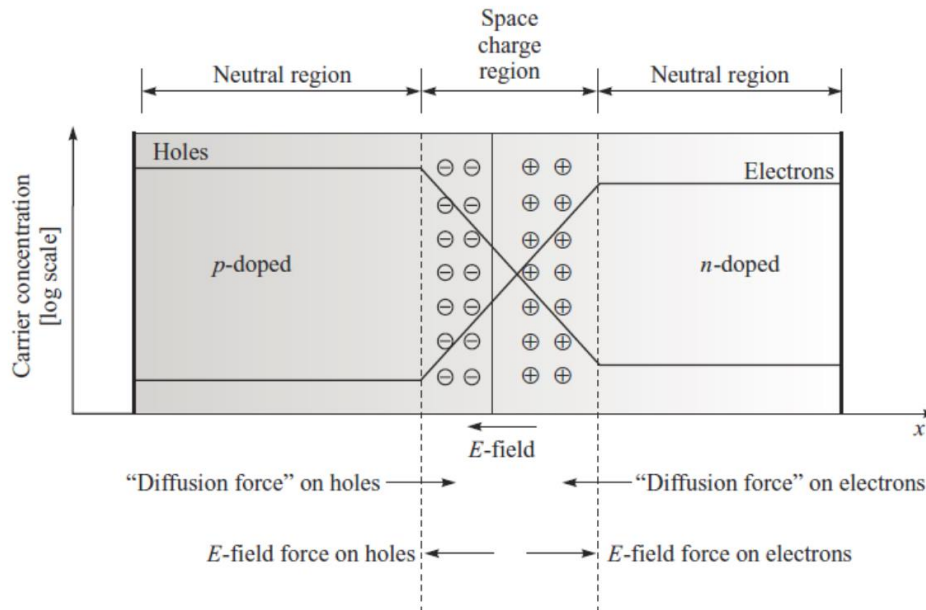 Space
charge
region
Neutral region
Neutral region
Carrier concentration
[log scale]
Holes
Electrons
p-doped
n-doped
x
E-field
“Diffusion force” on holes
“Diffusion force” on electrons
E-field force on holes
E-field force on electrons